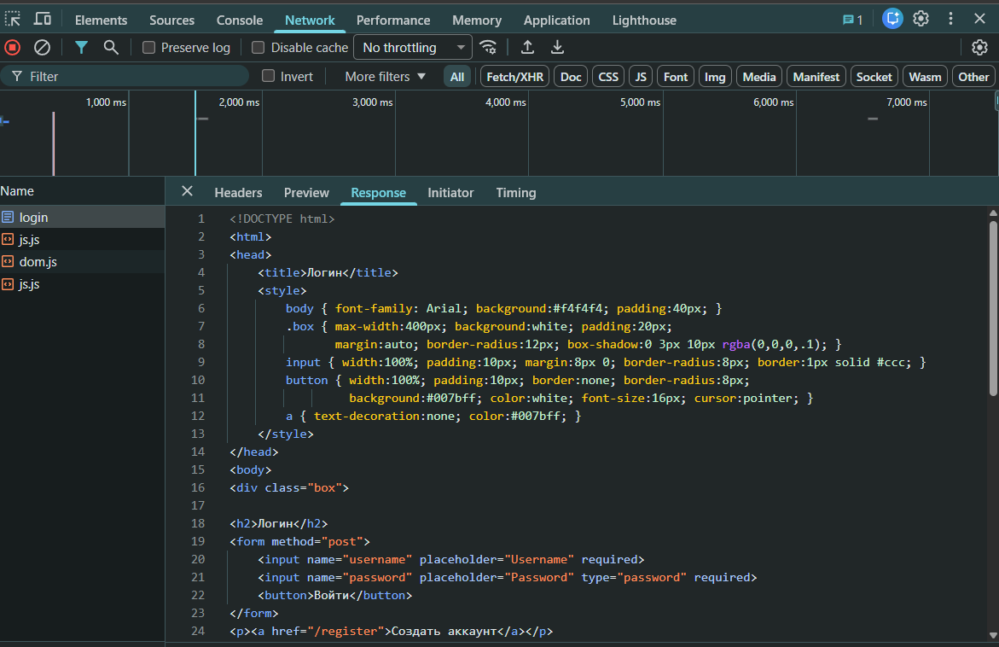 Elements Sources Console Network Performance Memory Application Lighthouse 1
Preserve log Disable cache No throttling
Filter Invert More filters All Fetch/XHR Doc CSS JS Font Img Media Manifest Socket Wasm Other
1,000 ms 2,000 ms 3,000 ms 4,000 ms 5,000 ms 6,000 ms 7,000 ms
Name
login
js.js
dom.js
js.js
Headers Preview Response Initiator Timing
1 <!DOCTYPE html>
2 <html>
3 <head>
4     <title>Логин</title>
5     <style>
6         body { font-family: Arial; background:#f4f4f4; padding:40px; }
7         .box { max-width:400px; background:white; padding:20px;
8                margin:auto; border-radius:12px; box-shadow:0 3px 10px rgba(0,0,0,.1); }
9         input { width:100%; padding:10px; margin:8px 0; border-radius:8px; border:1px solid #ccc; }
10         button { width:100%; padding:10px; border:none; border-radius:8px;
11                  background:#007bff; color:white; font-size:16px; cursor:pointer; }
12         a { text-decoration:none; color:#007bff; }
13     </style>
14 </head>
15 <body>
16 <div class="box">
17
18 <h2>Логин</h2>
19 <form method="post">
20     <input name="username" placeholder="Username" required>
21     <input name="password" placeholder="Password" type="password" required>
22     <button>Войти</button>
23 </form>
24 <p><a href="/register">Создать аккаунт</a></p>